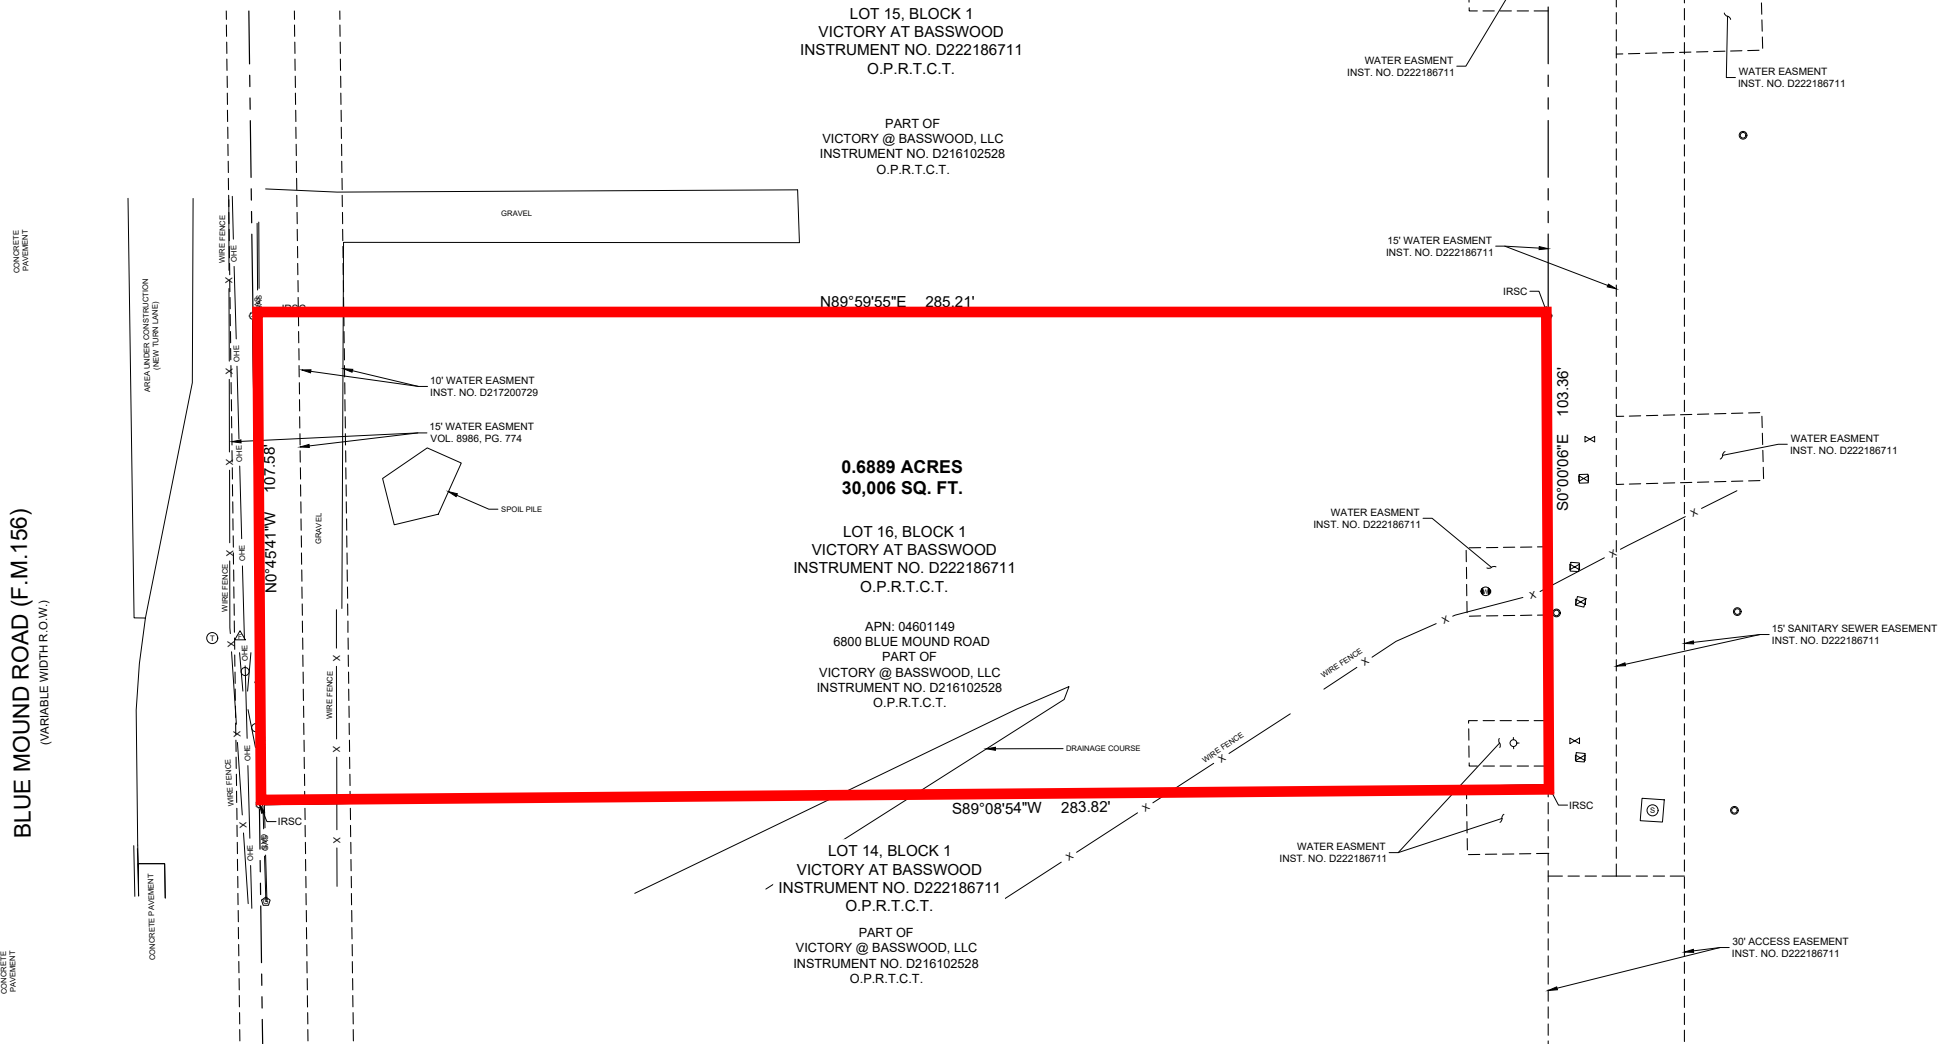 LOT 15, BLOCK 1
VICTORY AT BASSWOOD
INSTRUMENT NO. D222186711
O.P.R.T.C.T.
PART OF
VICTORY @ BASSWOOD, LLC
INSTRUMENT NO. D216102528
O.P.R.T.C.T.
WATER EASMENT
INST. NO. D222186711
WATER EASMENT
INST. NO. D222186711
CONCRETE
PAVEMENT
WIRE FENCE
OHE
GRAVEL
15' WATER EASMENT
INST. NO. D222186711
AREA UNDER CONSTRUCTION
(NEW TURN LANE)
N89°59'55"E 285.21'
IRSC
OHE
10' WATER EASMENT
INST. NO. D217200729
15' WATER EASMENT
VOL. 8986, PG. 774
OHE
N0°45'41"W 107.58'
S0°00'06"E 103.36'
WATER EASMENT
INST. NO. D222186711
0.6889 ACRES
30,006 SQ. FT.
SPOIL PILE
GRAVEL
LOT 16, BLOCK 1
VICTORY AT BASSWOOD
INSTRUMENT NO. D222186711
O.P.R.T.C.T.
WATER EASMENT
INST. NO. D222186711
OHE
WIRE FENCE
APN: 04601149
6800 BLUE MOUND ROAD
PART OF
VICTORY @ BASSWOOD, LLC
INSTRUMENT NO. D216102528
O.P.R.T.C.T.
BLUE MOUND ROAD (F.M.156)
(VARIABLE WIDTH R.O.W.)
T
OHE
WIRE FENCE
WIRE FENCE
15' SANITARY SEWER EASEMENT
INST. NO. D222186711
DRAINAGE COURSE
WIRE FENCE
OHE
WIRE FENCE
S89°08'54"W 283.82'
IRSC
IRSC
S
OHE
LOT 14, BLOCK 1
VICTORY AT BASSWOOD
INSTRUMENT NO. D222186711
O.P.R.T.C.T.
WATER EASMENT
INST. NO. D222186711
CONCRETE PAVEMENT
PART OF
VICTORY @ BASSWOOD, LLC
INSTRUMENT NO. D216102528
O.P.R.T.C.T.
30' ACCESS EASEMENT
INST. NO. D222186711
CONCRETE
PAVEMENT